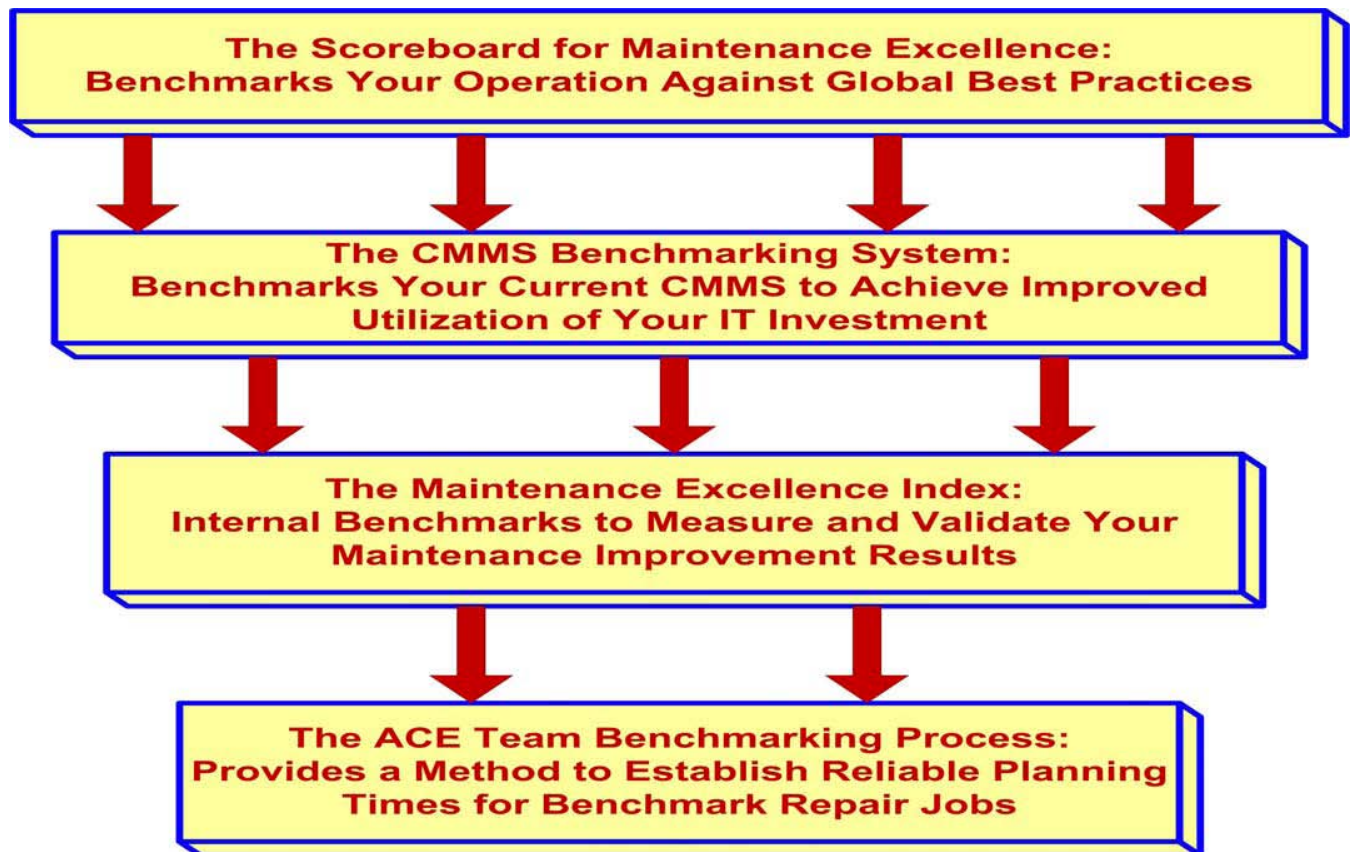 The Scoreboard for Maintenance Excellence:
Benchmarks Your Operation Against Global Best Practices
The CMMS Benchmarking System:
Benchmarks Your Current CMMS to Achieve Improved
Utilization of Your IT Investment
The Maintenance Excellence Index:
Internal Benchmarks to Measure and Validate Your
Maintenance Improvement Results
The ACE Team Benchmarking Process:
Provides a Method to Establish Reliable Planning
Times for Benchmark Repair Jobs